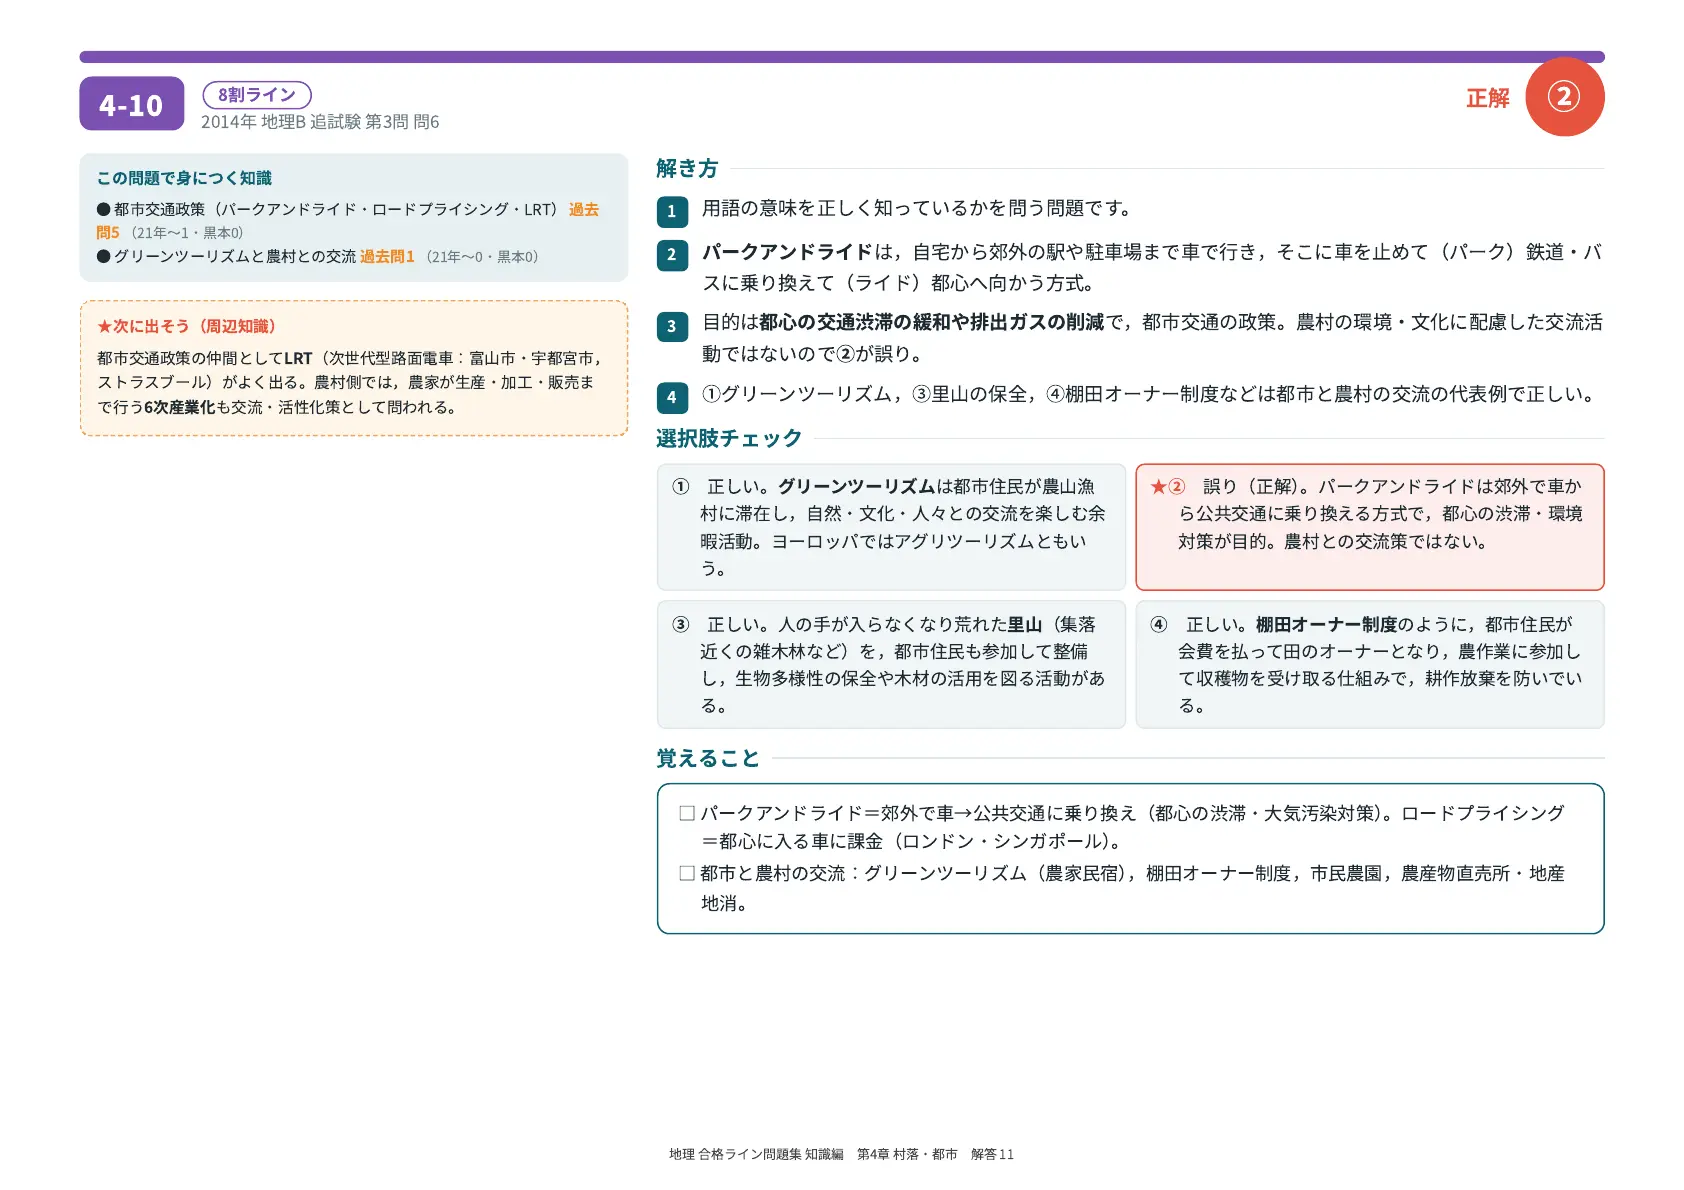 4-10
8割ライン
2014年 地理B 追試験 第3問 問6
正解 ②
この問題で身につく知識
● 都市交通政策（パークアンドライド・ロードプライシング・LRT） 過去
問5 （21年〜1・黒本0）
● グリーンツーリズムと農村との交流 過去問1 （21年〜0・黒本0）
★次に出そう（周辺知識）
都市交通政策の仲間としてLRT（次世代型路面電車：富山市・宇都宮市，
ストラスブール）がよく出る。農村側では，農家が生産・加工・販売ま
で行う6次産業化も交流・活性化策として問われる。
解き方
1 用語の意味を正しく知っているかを問う問題です。
2 パークアンドライドは，自宅から郊外の駅や駐車場まで車で行き，そこに車を止めて（パーク）鉄道・バ
スに乗り換えて（ライド）都心へ向かう方式。
3 目的は都心の交通渋滞の緩和や排出ガスの削減で，都市交通の政策。農村の環境・文化に配慮した交流活
動ではないので②が誤り。
4 ①グリーンツーリズム，③里山の保全，④棚田オーナー制度などは都市と農村の交流の代表例で正しい。
選択肢チェック
① 正しい。グリーンツーリズムは都市住民が農山漁
村に滞在し，自然・文化・人々との交流を楽しむ余
暇活動。ヨーロッパではアグリツーリズムともい
う。
★② 誤り（正解）。パークアンドライドは郊外で車か
ら公共交通に乗り換える方式で，都心の渋滞・環境
対策が目的。農村との交流策ではない。
③ 正しい。人の手が入らなくなり荒れた里山（集落
近くの雑木林など）を，都市住民も参加して整備
し，生物多様性の保全や木材の活用を図る活動があ
る。
④ 正しい。棚田オーナー制度のように，都市住民が
会費を払って田のオーナーとなり，農作業に参加し
て収穫物を受け取る仕組みで，耕作放棄を防いでい
る。
覚えること
□ パークアンドライド＝郊外で車→公共交通に乗り換え（都心の渋滞・大気汚染対策）。ロードプライシング
＝都心に入る車に課金（ロンドン・シンガポール）。
□ 都市と農村の交流：グリーンツーリズム（農家民宿），棚田オーナー制度，市民農園，農産物直売所・地産
地消。
地理 合格ライン問題集 知識編 第4章 村落・都市 解答11